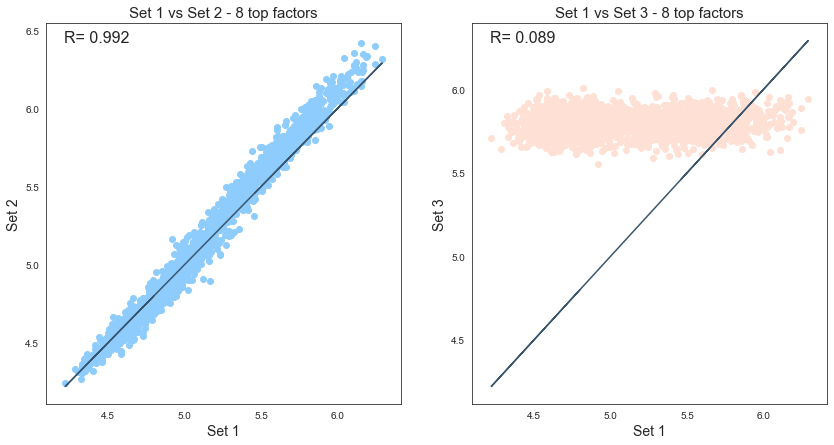 Set 1 vs Set 2 - 8 top factors
R= 0.992
6.5
6.0
5.5
5.0
4.5
Set 2
4.5 5.0 5.5 6.0
Set 1
Set 1 vs Set 3 - 8 top factors
R= 0.089
6.0
5.5
5.0
4.5
Set 3
4.5 5.0 5.5 6.0
Set 1